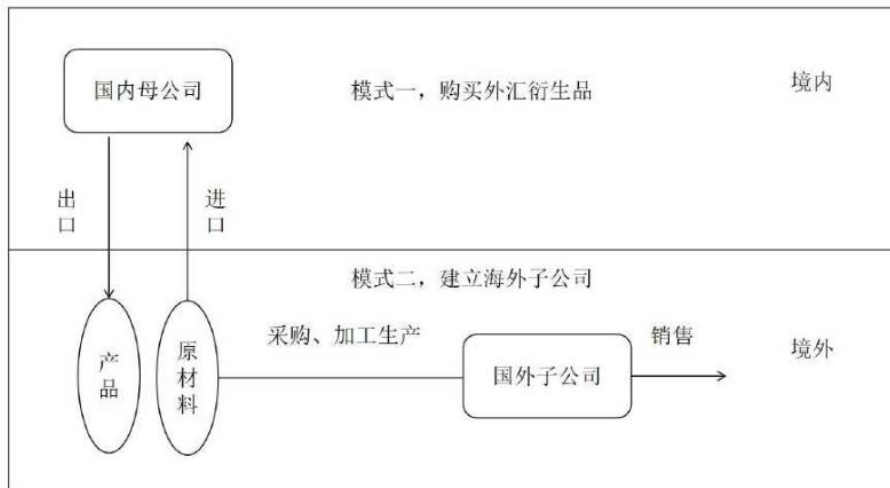 国内母公司
模式一，购买外汇衍生品
境内
出口
进口
模式二，建立海外子公司
采购、加工生产
销售
境外
产品
原材料
国外子公司